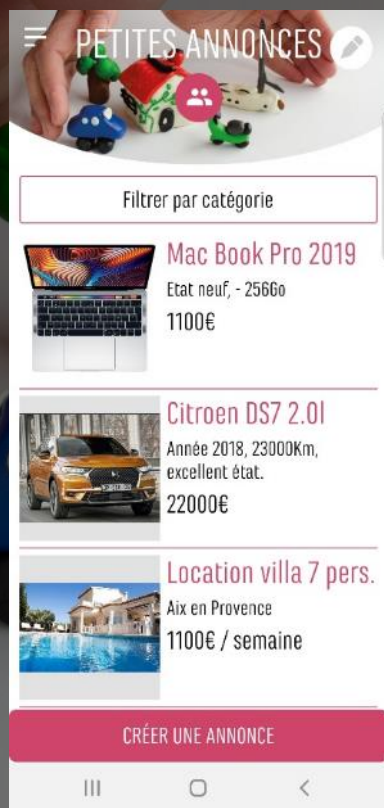 PETITES ANNONCES
Filtrer par catégorie
Mac Book Pro 2019
Etat neuf, - 256Go
1100€
Citroen DS7 2.0l
Année 2018, 23000Km,
excellent état.
22000€
Location villa 7 pers.
Aix en Provence
1100€ / semaine
CRÉER UNE ANNONCE